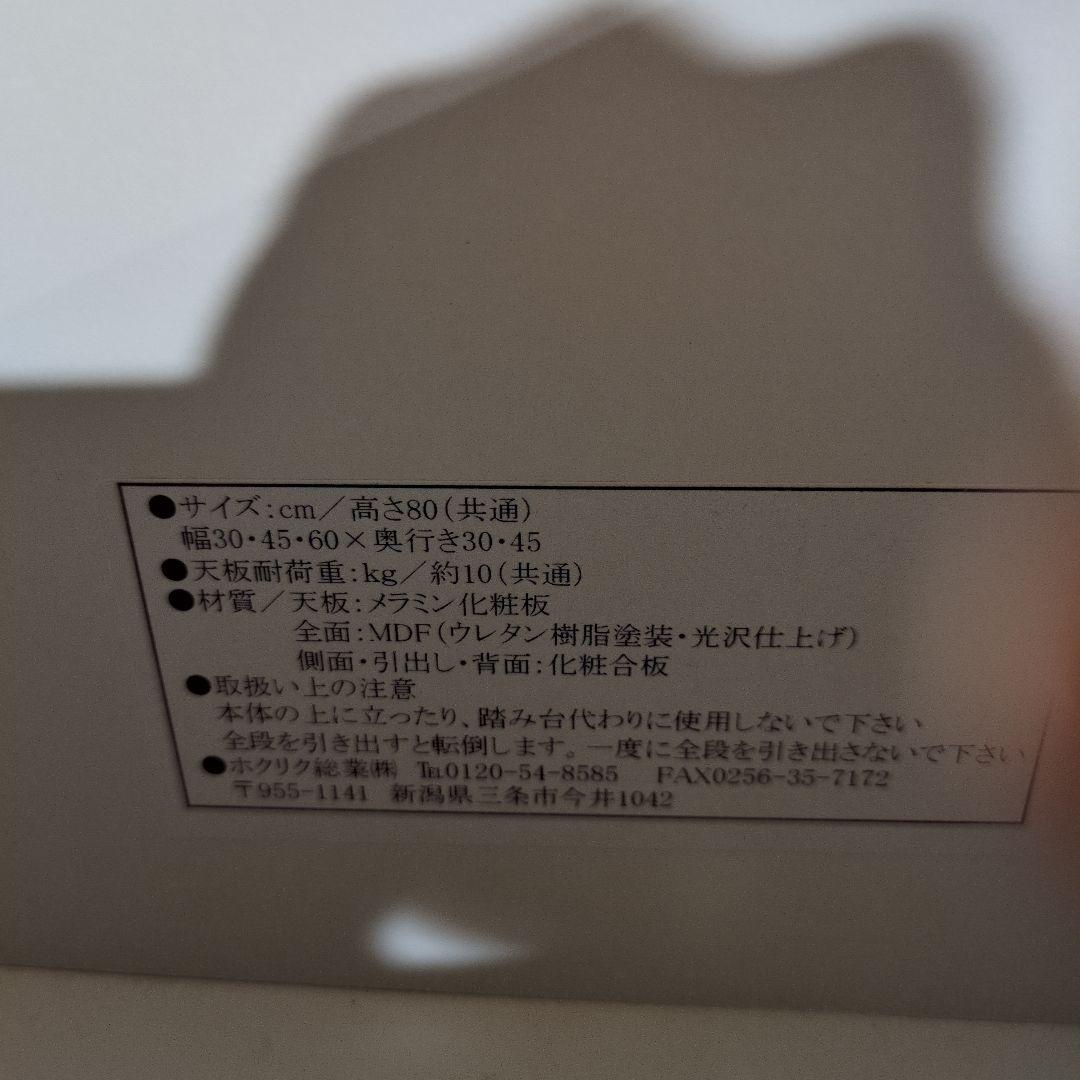 ●サイズ:cm／高さ80(共通)
幅30・45・60×奥行き30・45
●天板耐荷重:kg／約10(共通)
●材質／天板:メラミン化粧板
全面:MDF(ウレタン樹脂塗装・光沢仕上げ)
側面・引出し・背面:化粧合板
●取扱い上の注意
本体の上に立ったり、踏み台代わりに使用しないで下さい
全段を引き出すと転倒します。一度に全段を引き出さないで下さい
●ホクリク総業㈱ ℡0120-54-8585 FAX0256-35-7172
〒955-1141 新潟県三条市今井1042